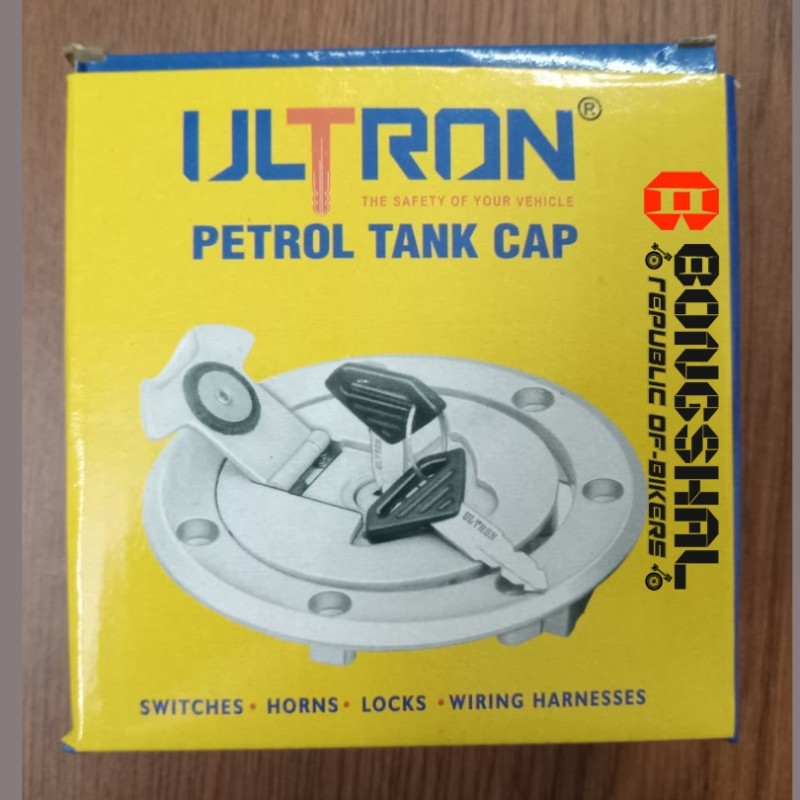 ULTRON®
THE SAFETY OF YOUR VEHICLE
PETROL TANK CAP
ULTRON
ULTRON
SWITCHES • HORNS • LOCKS • WIRING HARNESSES
BONGSHAL
REPUBLIC OF-BIKERS